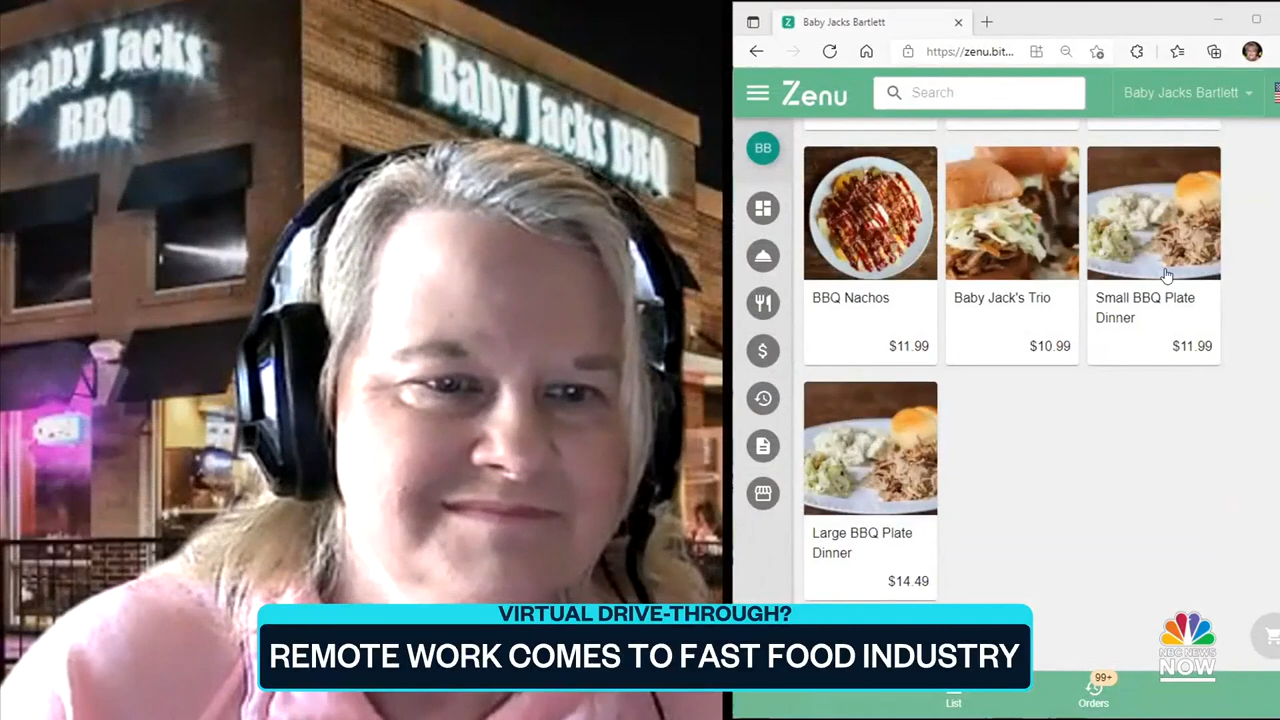 Baby Jacks
BBQ
Baby Jacks BBQ
Baby Jacks Bartlett
https://zenu.bit...
Zenu
Search
Baby Jacks Bartlett
BB
BBQ Nachos
$11.99
Baby Jack's Trio
$10.99
Small BBQ Plate
Dinner
$11.99
Large BBQ Plate
Dinner
$14.49
VIRTUAL DRIVE-THROUGH?
REMOTE WORK COMES TO FAST FOOD INDUSTRY
NBC NEWS
NOW
99+
List
Orders